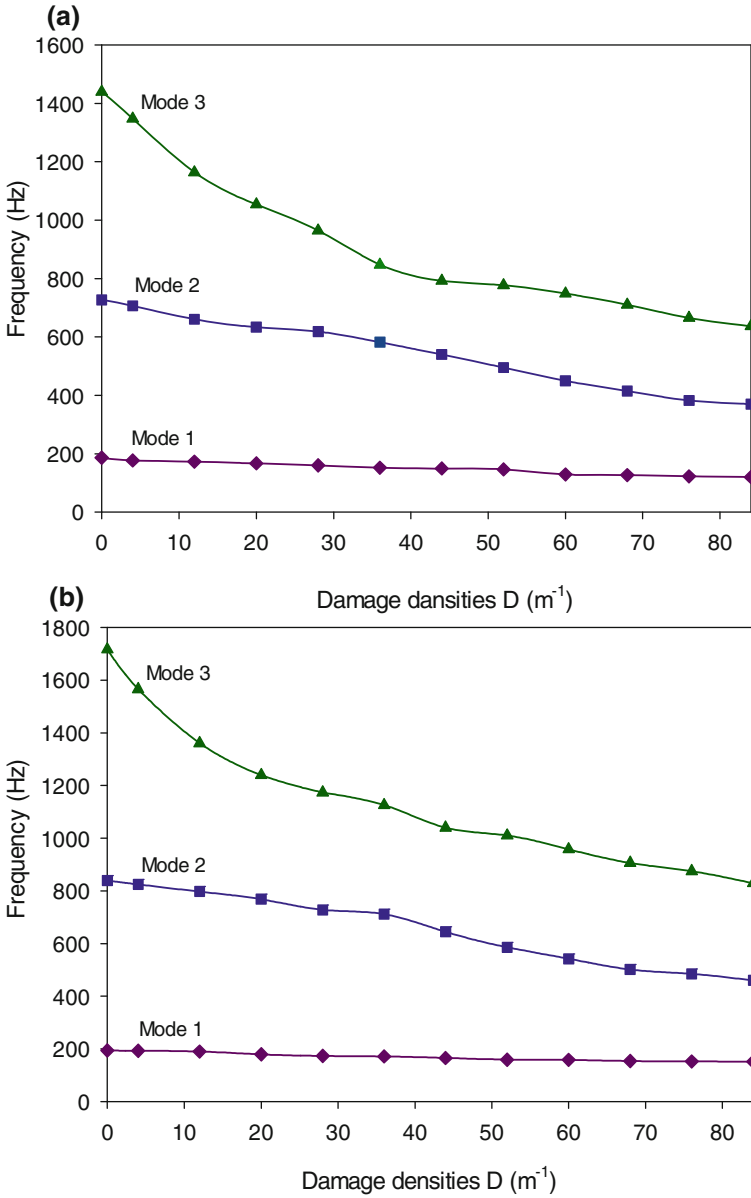 (a)
1600
1400
1200
1000
800
600
400
200
0
Frequency (Hz)
Mode 3
Mode 2
Mode 1
0 10 20 30 40 50 60 70 80
Damage dansities D (m⁻¹)
(b)
1800
1600
1400
1200
1000
800
600
400
200
0
Frequency (Hz)
Mode 3
Mode 2
Mode 1
0 10 20 30 40 50 60 70 80
Damage densities D (m⁻¹)